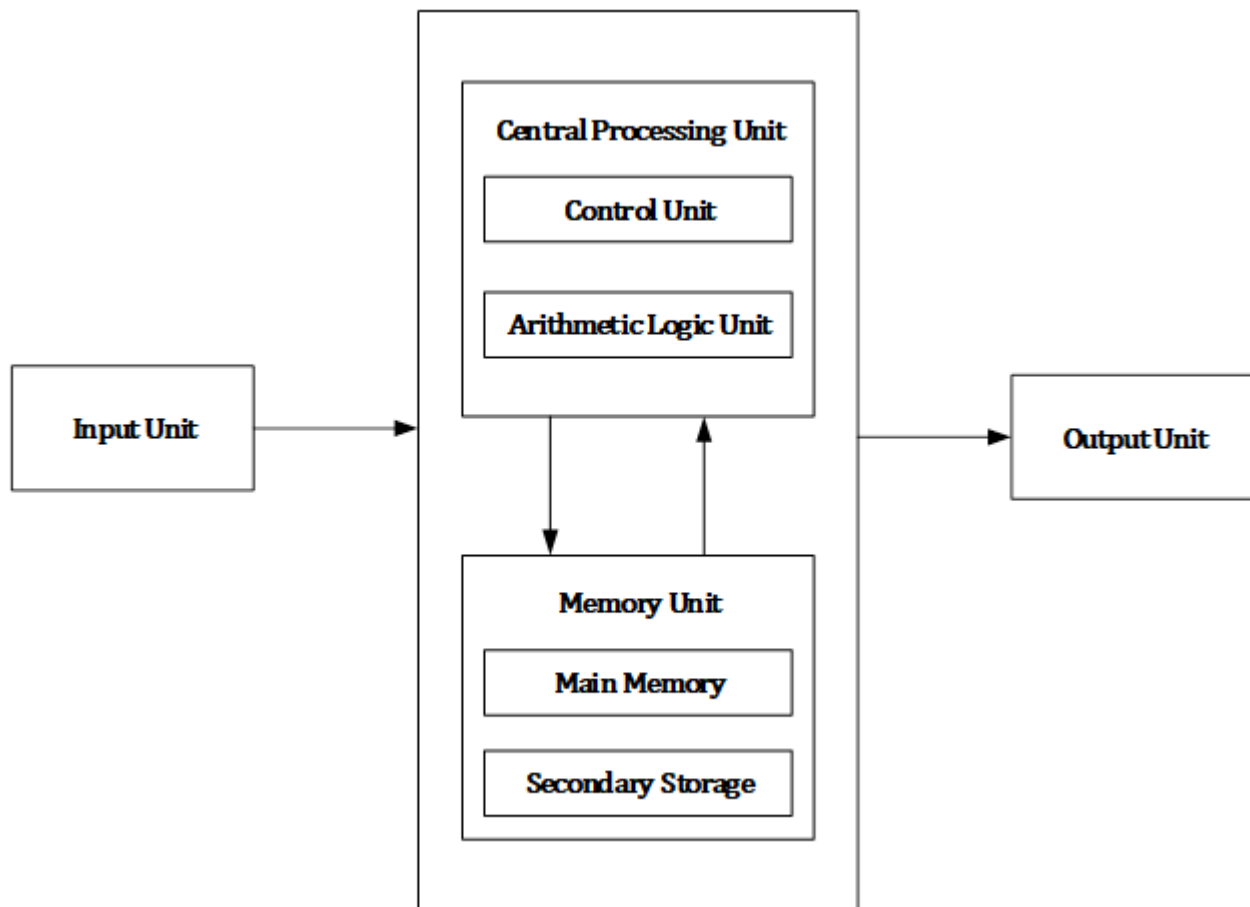 Central Processing Unit
Control Unit
Arithmetic Logic Unit
Input Unit
Output Unit
Memory Unit
Main Memory
Secondary Storage